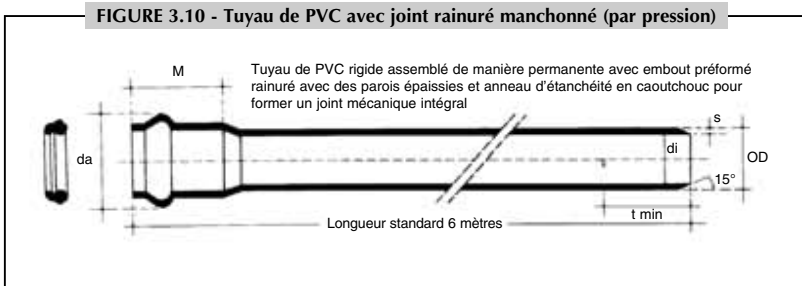 FIGURE 3.10 - Tuyau de PVC avec joint rainuré manchonné (par pression)
M
Tuyau de PVC rigide assemblé de manière permanente avec embout préformé
rainuré avec des parois épaissies et anneau d'étanchéité en caoutchouc pour
former un joint mécanique intégral
s
da
di
OD
15°
t min
Longueur standard 6 mètres